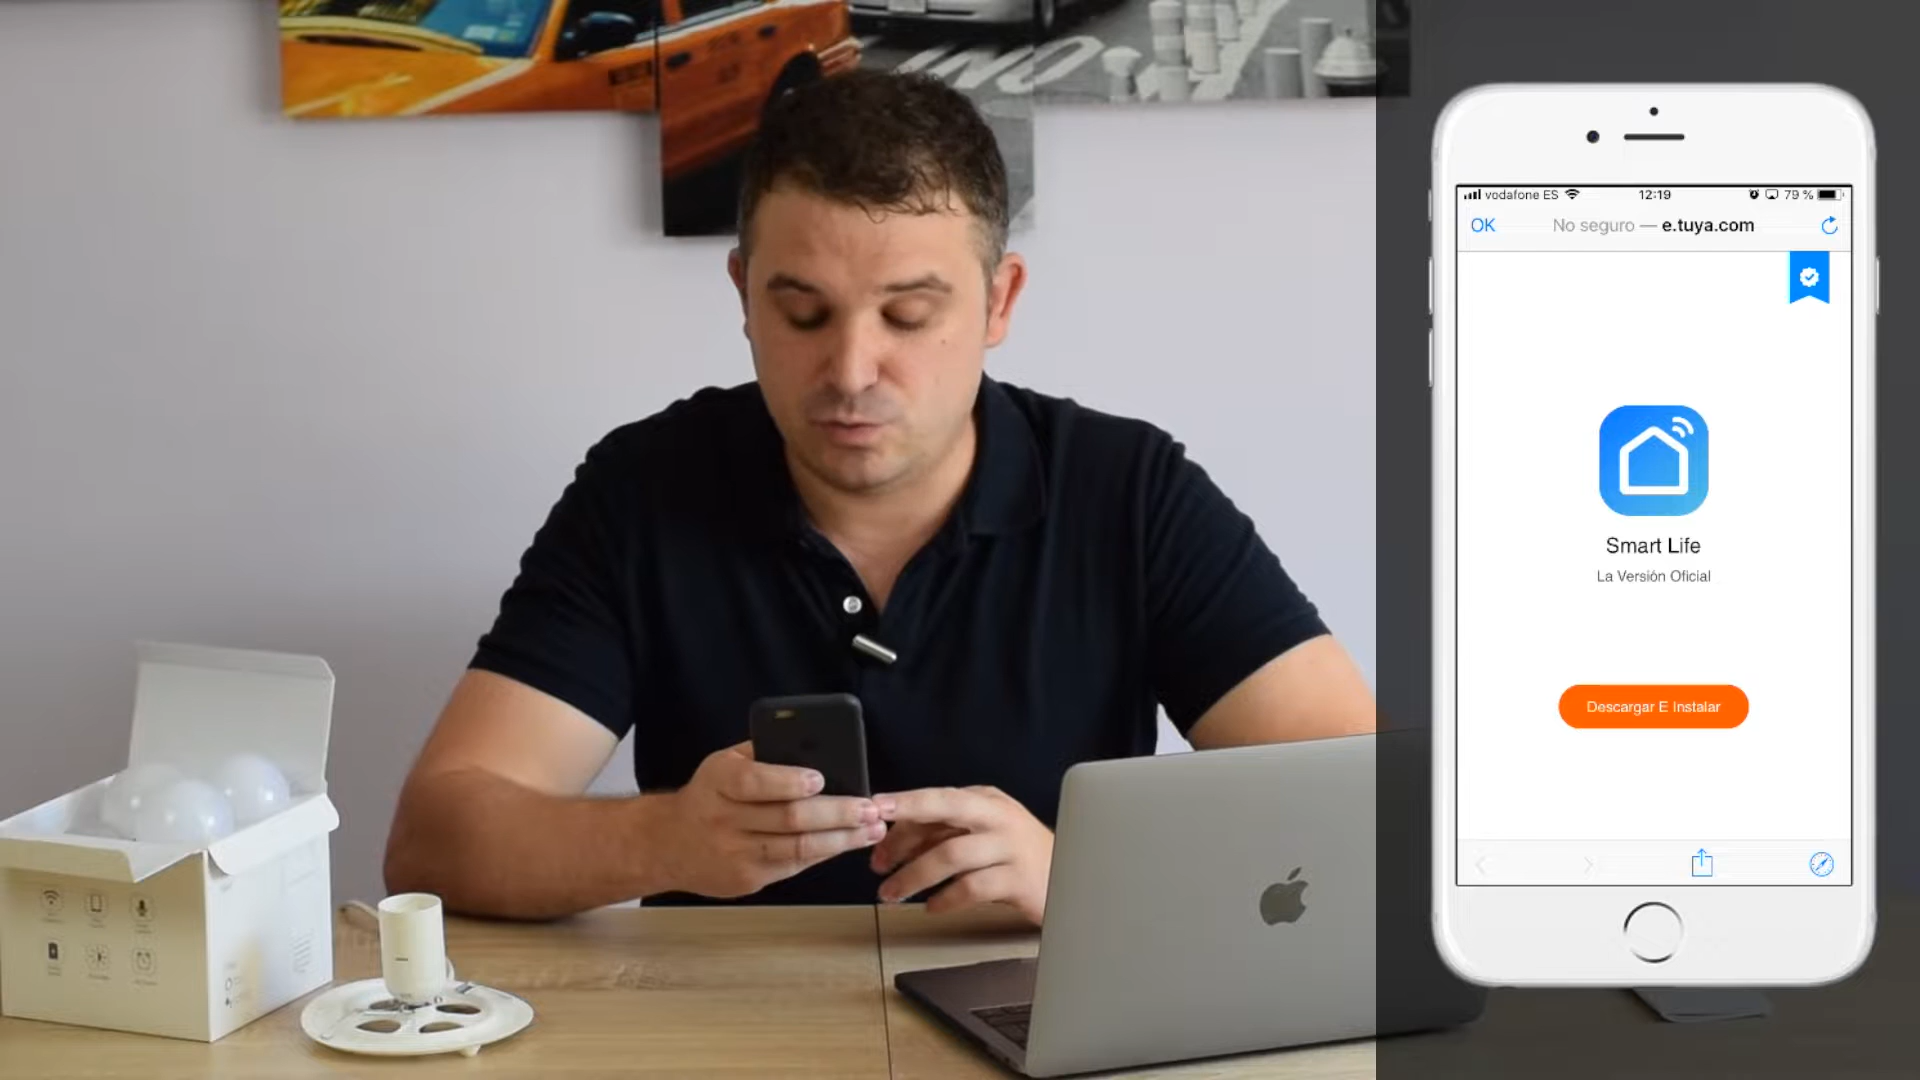 vodafone ES
12:19
79 %
OK
No seguro — e.tuya.com
Smart Life
La Versión Oficial
Descargar E Instalar